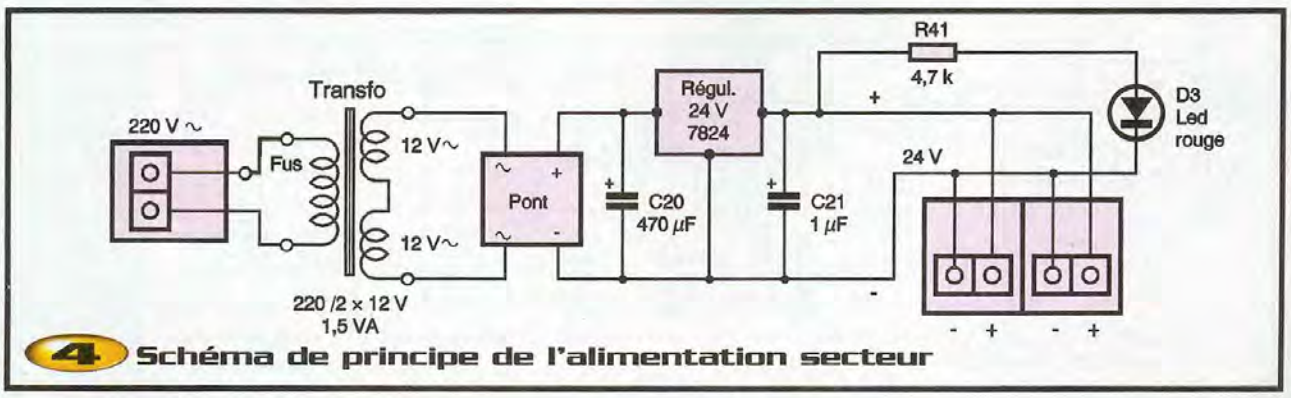 220 V ~
Fus
Transfo
12 V~
12 V~
220 /2 × 12 V
1,5 VA
~
+
Pont
~
-
+
C20
470 µF
Régul.
24 V
7824
+
C21
1 µF
R41
4,7 k
+
D3
Led
rouge
24 V
-
- + - +
4 Schéma de principe de l'alimentation secteur